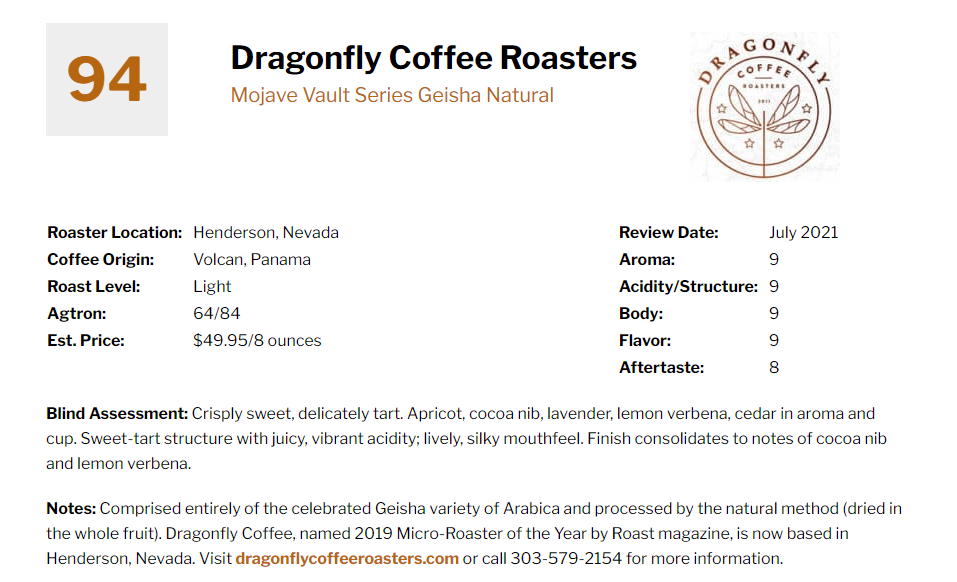 94
Dragonfly Coffee Roasters
Mojave Vault Series Geisha Natural
DRAGONFLY
COFFEE
ROASTERS
2011
Roaster Location: Henderson, Nevada
Coffee Origin: Volcan, Panama
Roast Level: Light
Agtron: 64/84
Est. Price: $49.95/8 ounces
Review Date: July 2021
Aroma: 9
Acidity/Structure: 9
Body: 9
Flavor: 9
Aftertaste: 8
Blind Assessment: Crisply sweet, delicately tart. Apricot, cocoa nib, lavender, lemon verbena, cedar in aroma and
cup. Sweet-tart structure with juicy, vibrant acidity; lively, silky mouthfeel. Finish consolidates to notes of cocoa nib
and lemon verbena.
Notes: Comprised entirely of the celebrated Geisha variety of Arabica and processed by the natural method (dried in
the whole fruit). Dragonfly Coffee, named 2019 Micro-Roaster of the Year by Roast magazine, is now based in
Henderson, Nevada. Visit dragonflycoffeeroasters.com or call 303-579-2154 for more information.